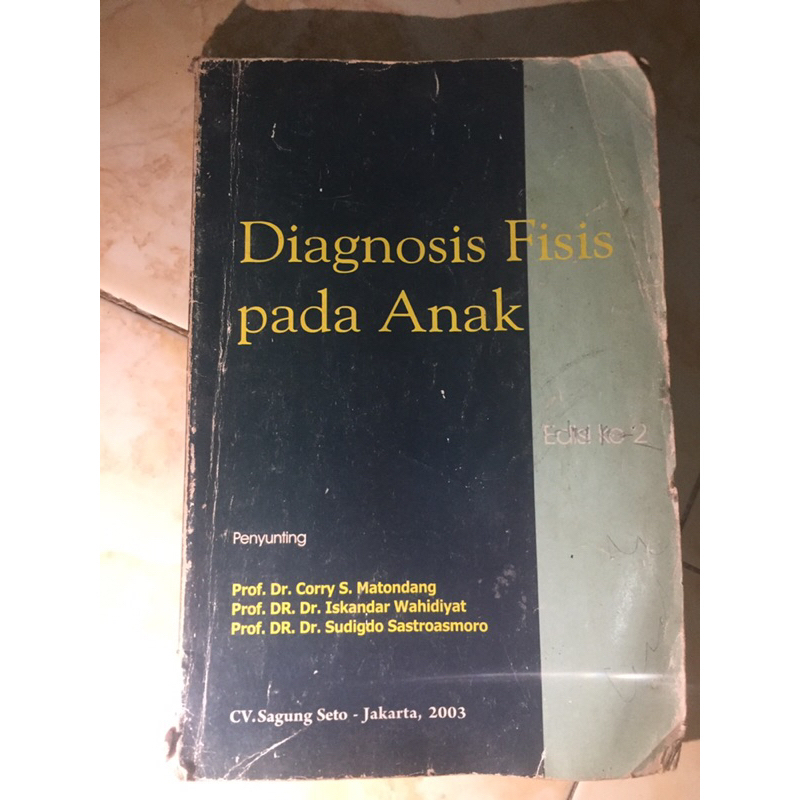 Diagnosis Fisis
pada Anak
Edisi Ke-2
Penyunting
Prof. Dr. Corry S. Matondang
Prof. DR. Dr. Iskandar Wahidiyat
Prof. DR. Dr. Sudigdo Sastroasmoro
CV.Sagung Seto - Jakarta, 2003